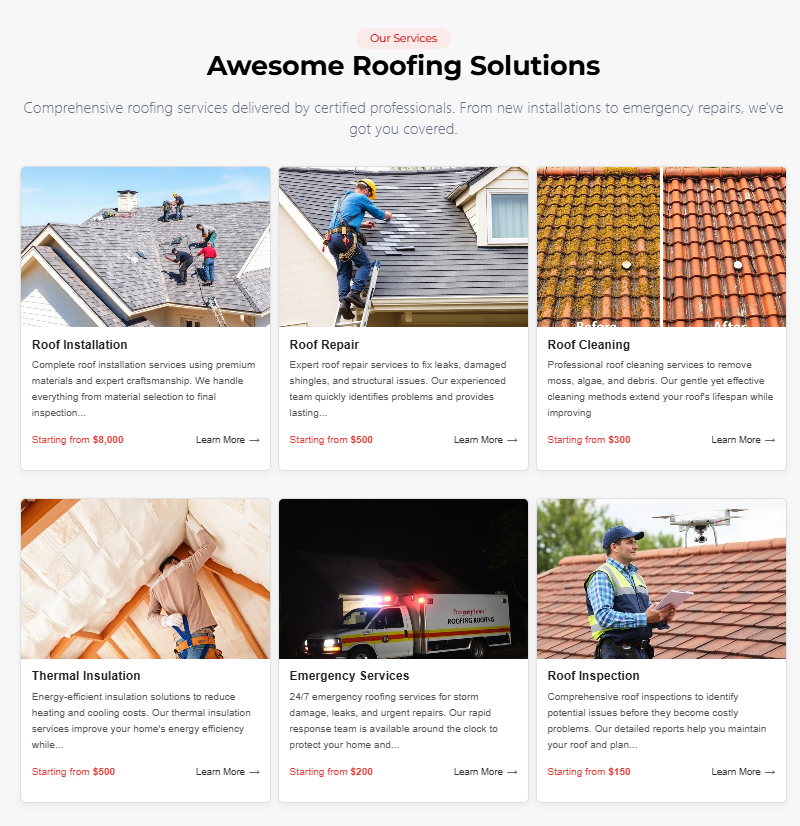 Our Services
Awesome Roofing Solutions
Comprehensive roofing services delivered by certified professionals. From new installations to emergency repairs, we've
got you covered.
Before
After
Roof Installation
Complete roof installation services using premium
materials and expert craftsmanship. We handle
everything from material selection to final
inspection...
Starting from $8,000
Learn More →
Roof Repair
Expert roof repair services to fix leaks, damaged
shingles, and structural issues. Our experienced
team quickly identifies problems and provides
lasting...
Starting from $500
Learn More →
Roof Cleaning
Professional roof cleaning services to remove
moss, algae, and debris. Our gentle yet effective
cleaning methods extend your roof's lifespan while
improving
Starting from $300
Learn More →
ROOFING ROOFING
Thermal Insulation
Energy-efficient insulation solutions to reduce
heating and cooling costs. Our thermal insulation
services improve your home's energy efficiency
while...
Starting from $500
Learn More →
Emergency Services
24/7 emergency roofing services for storm
damage, leaks, and urgent repairs. Our rapid
response team is available around the clock to
protect your home and...
Starting from $200
Learn More →
Roof Inspection
Comprehensive roof inspections to identify
potential issues before they become costly
problems. Our detailed reports help you maintain
your roof and plan...
Starting from $150
Learn More →